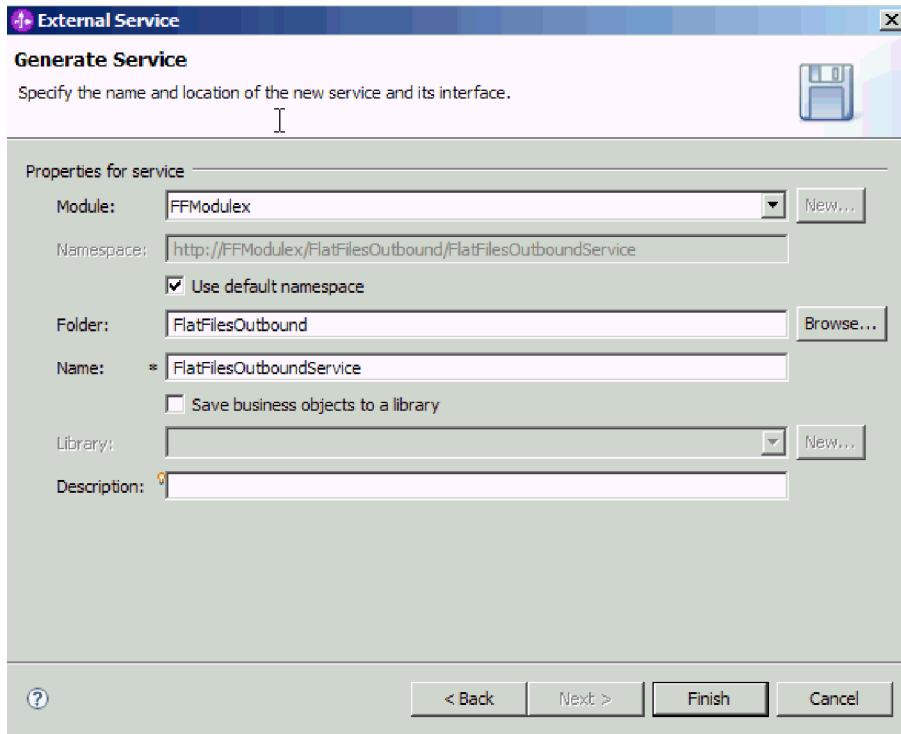 External Service
Generate Service
Specify the name and location of the new service and its interface.
Properties for service
Module: FFModulex New...
Namespace: http://FFModulex/FlatFilesOutbound/FlatFilesOutboundService
Use default namespace
Folder: FlatFilesOutbound Browse...
Name: * FlatFilesOutboundService
Save business objects to a library
Library: New...
Description:
? < Back Next > Finish Cancel